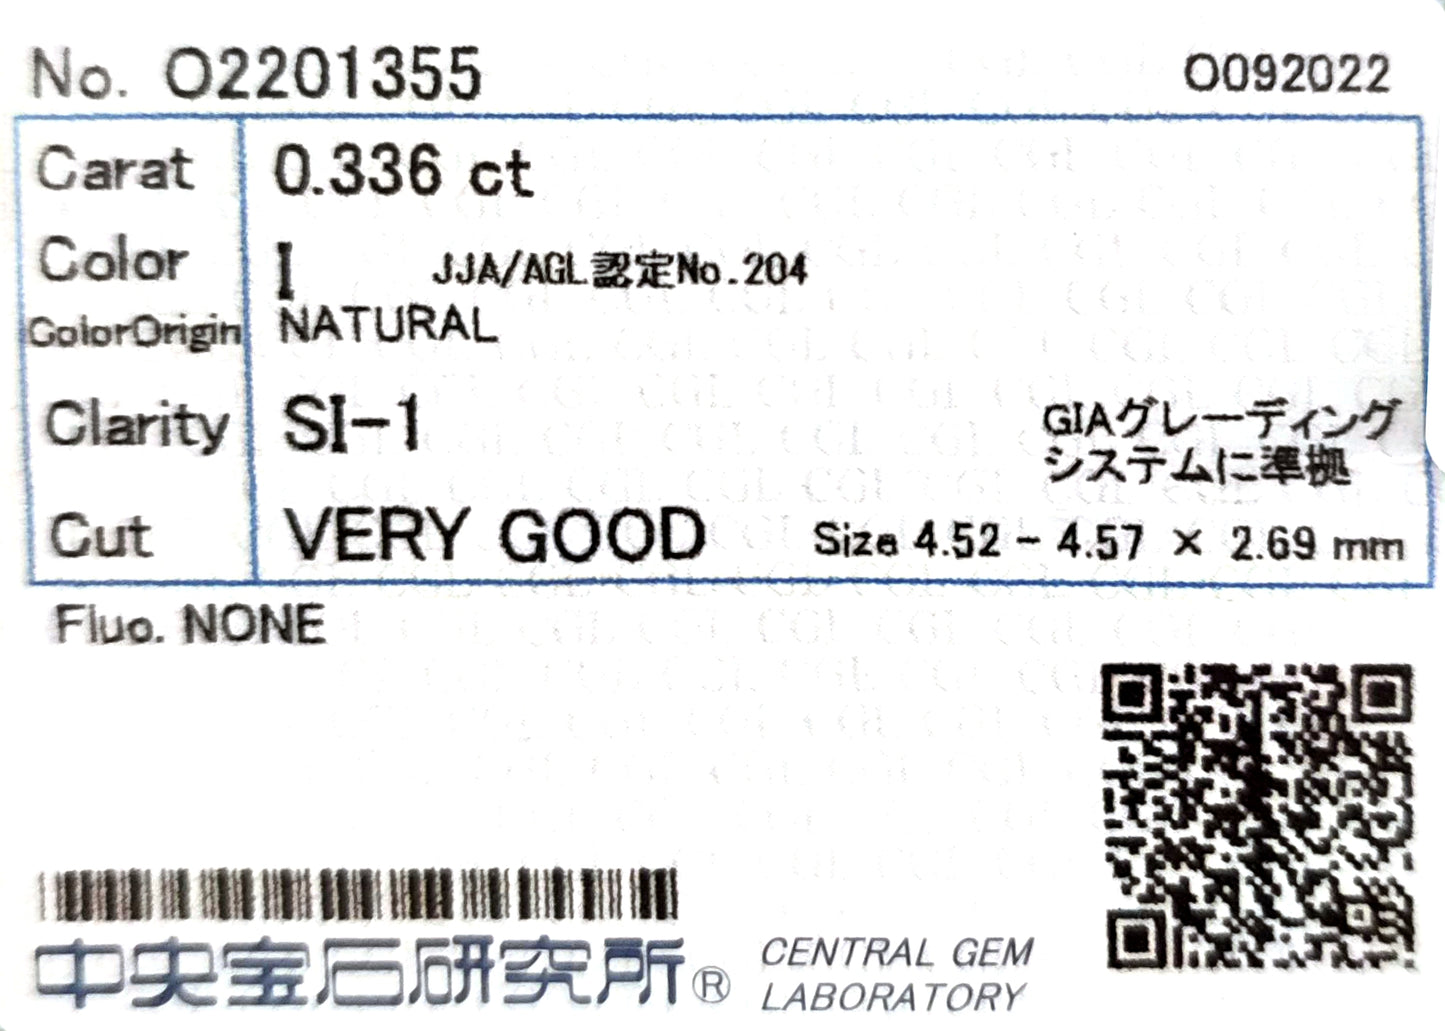 No. O2201355 O092022
Carat 0.336 ct
Color I JJA/AGL認定No.204
ColorOrigin NATURAL
Clarity SI-1 GIAグレーディング
システムに準拠
Cut VERY GOOD Size 4.52 - 4.57 × 2.69 mm
Fluo. NONE
中央宝石研究所® CENTRAL GEM
LABORATORY